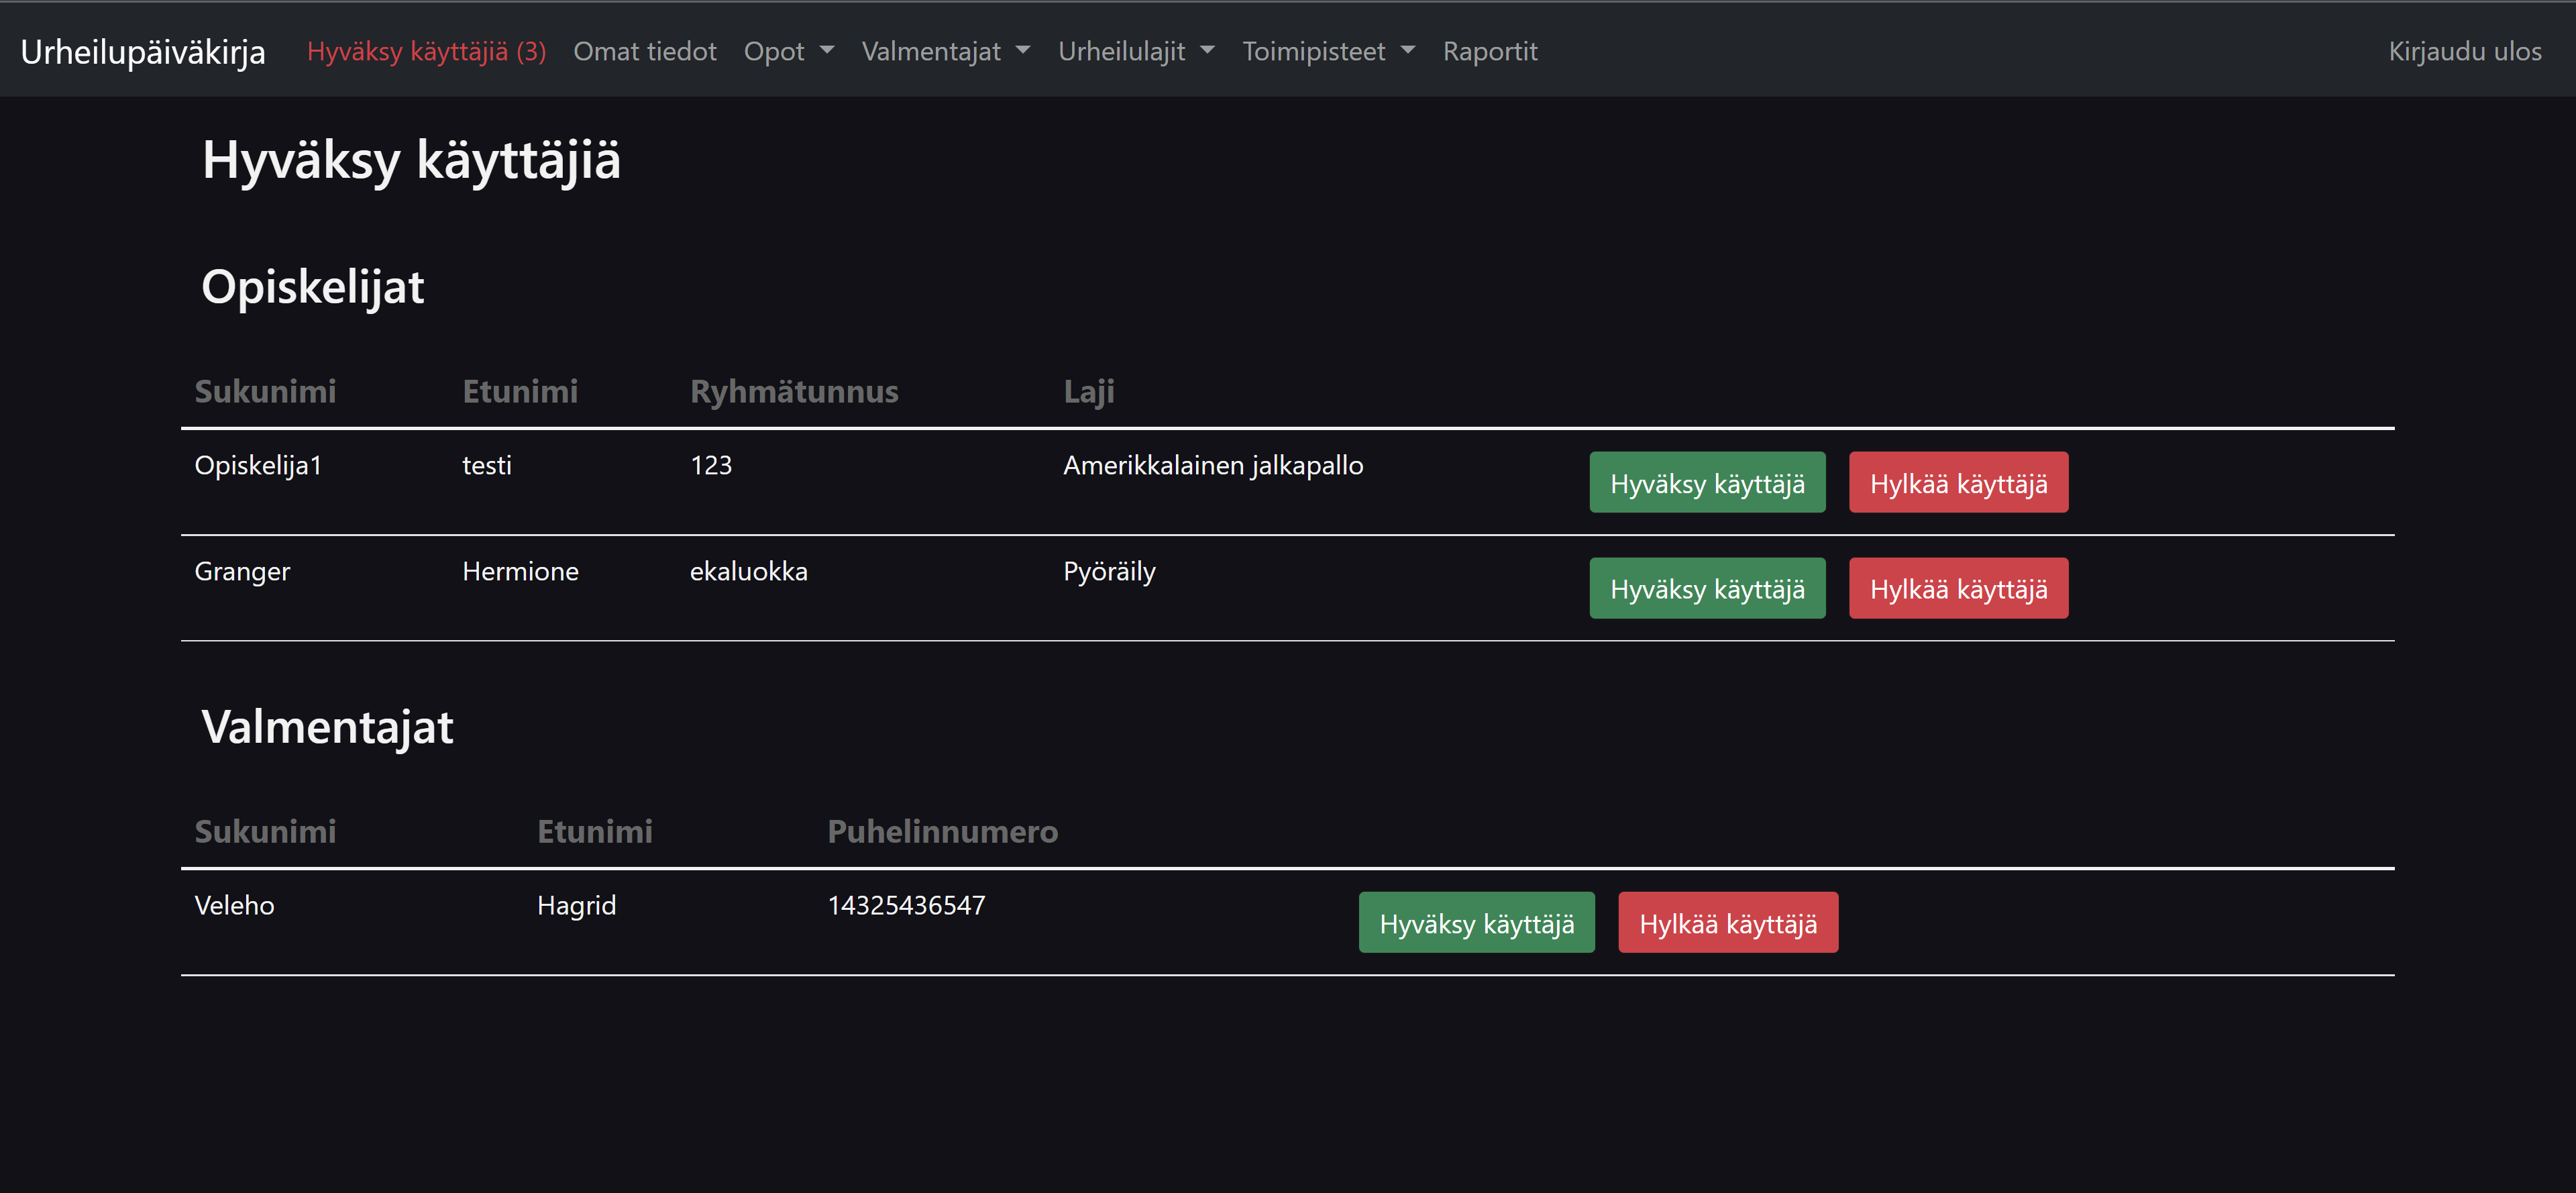 Urheilupäiväkirja Hyväksy käyttäjiä (3) Omat tiedot Opot Valmentajat Urheilulajit Toimipisteet Raportit Kirjaudu ulos
Hyväksy käyttäjiä
Opiskelijat
Sukunimi Etunimi Ryhmätunnus Laji
Opiskelija1 testi 123 Amerikkalainen jalkapallo Hyväksy käyttäjä Hylkää käyttäjä
Granger Hermione ekaluokka Pyöräily Hyväksy käyttäjä Hylkää käyttäjä
Valmentajat
Sukunimi Etunimi Puhelinnumero
Veleho Hagrid 14325436547 Hyväksy käyttäjä Hylkää käyttäjä